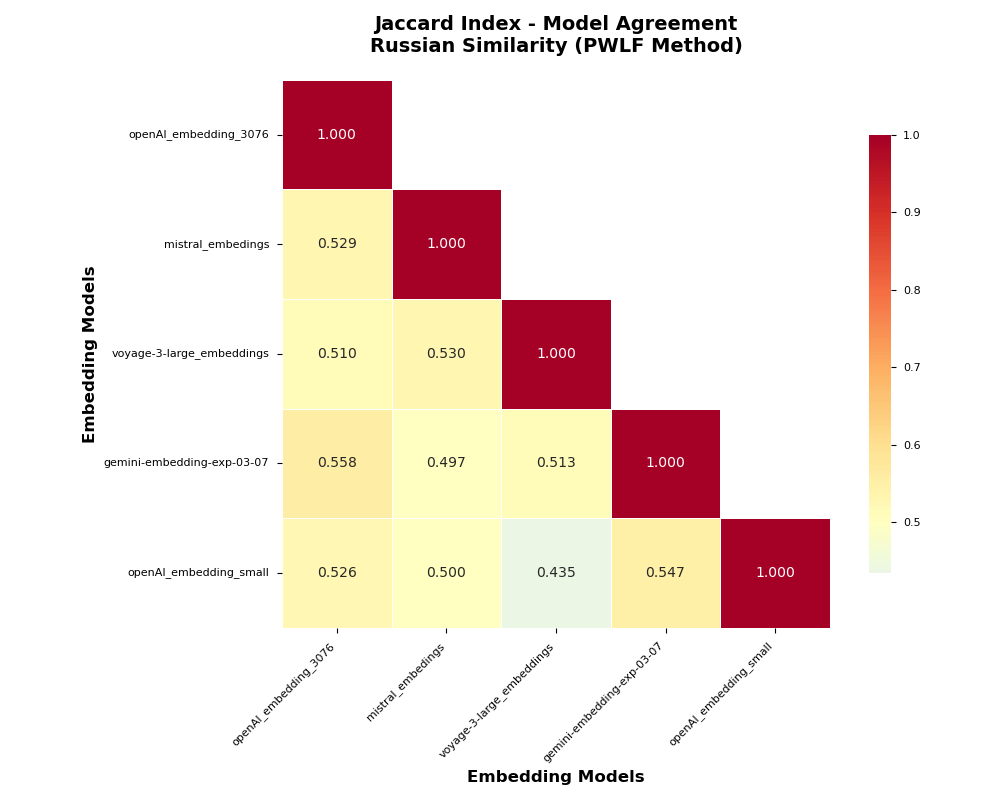 Jaccard Index - Model Agreement
Russian Similarity (PWLF Method)
openAI_embedding_3076
1.000
mistral_embedings
0.529
1.000
voyage-3-large_embeddings
0.510
0.530
1.000
gemini-embedding-exp-03-07
0.558
0.497
0.513
1.000
openAI_embedding_small
0.526
0.500
0.435
0.547
1.000
Embedding Models
openAI_embedding_3076
mistral_embedings
voyage-3-large_embeddings
gemini-embedding-exp-03-07
openAI_embedding_small
Embedding Models
1.0
0.9
0.8
0.7
0.6
0.5